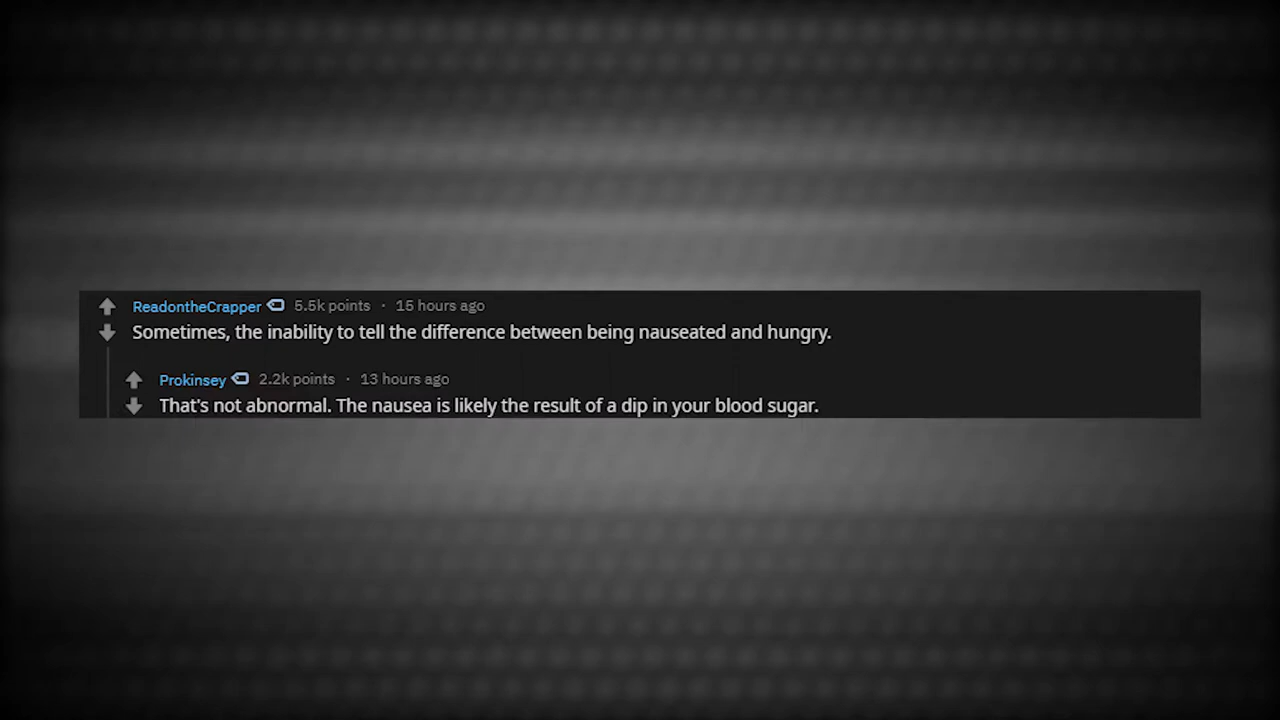 ReadontheCrapper 5.5k points · 15 hours ago
Sometimes, the inability to tell the difference between being nauseated and hungry.
Prokinsey 2.2k points · 13 hours ago
That's not abnormal. The nausea is likely the result of a dip in your blood sugar.